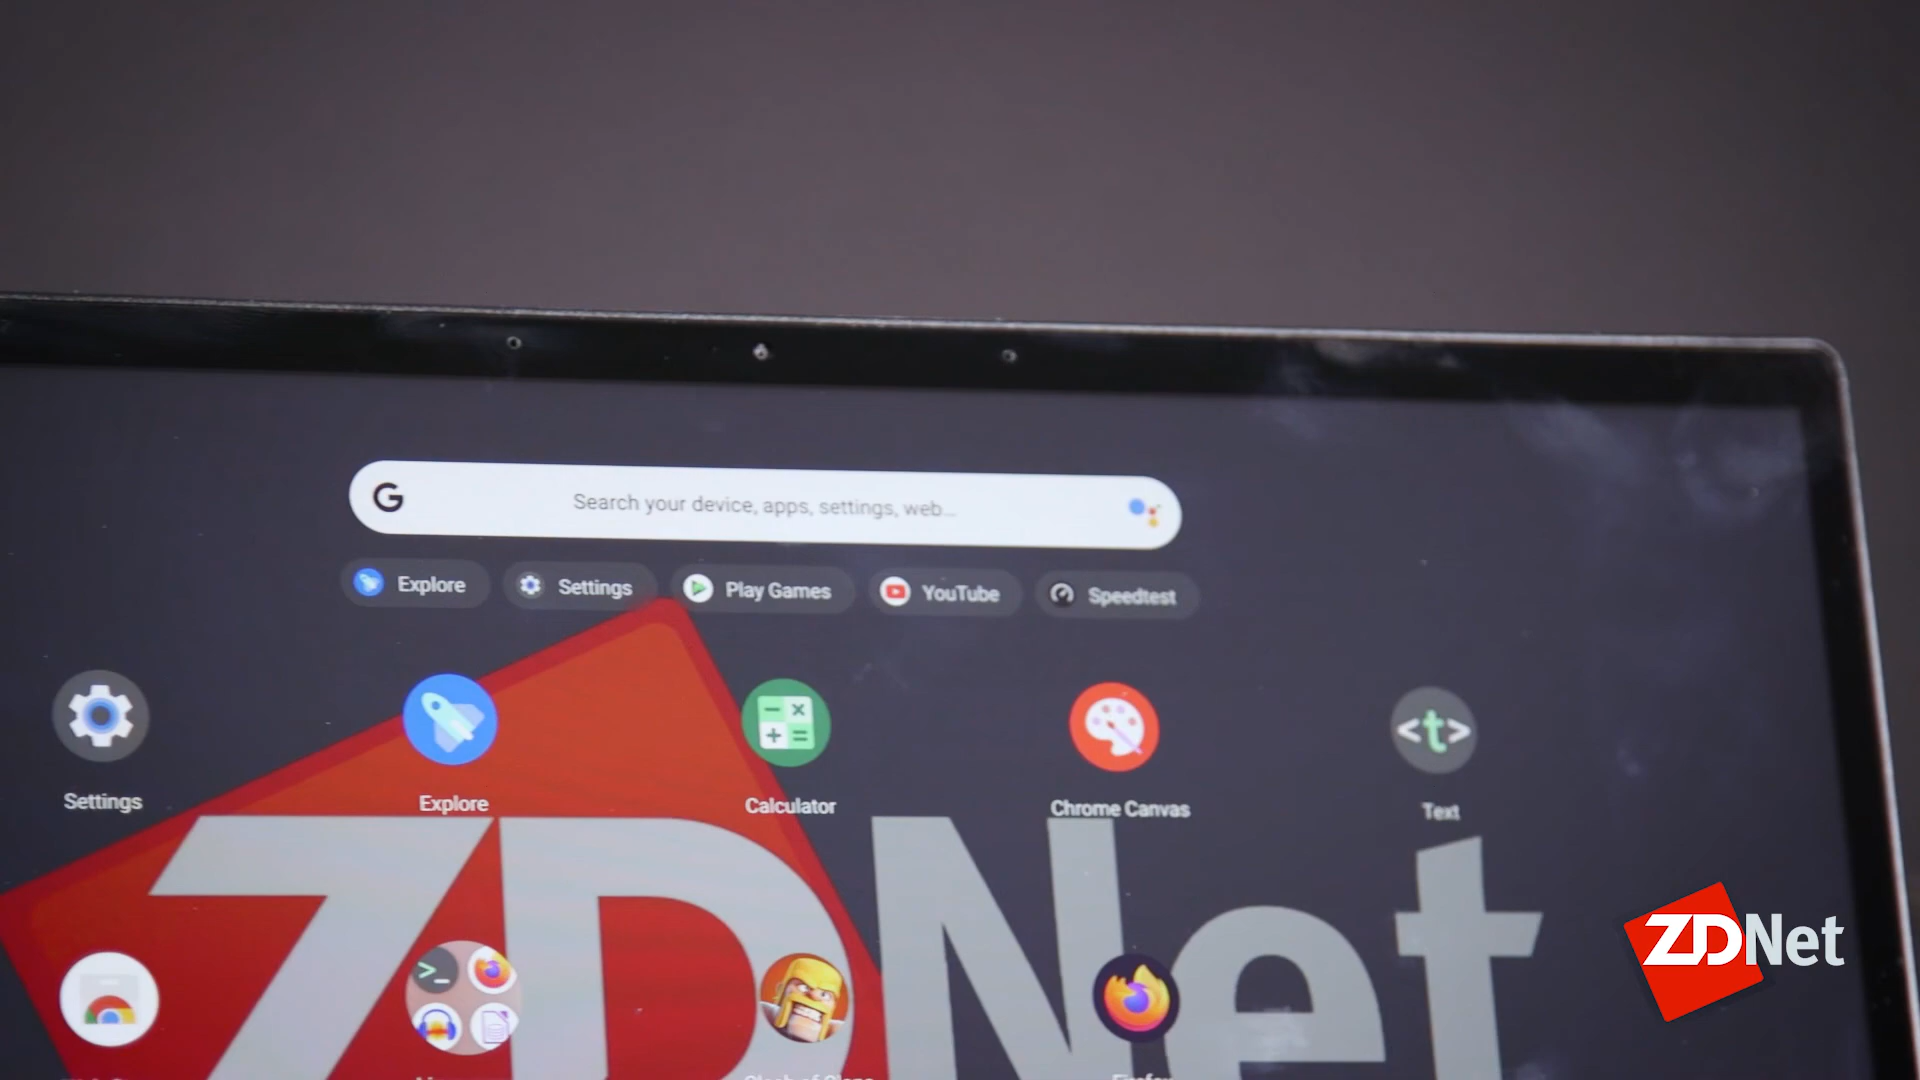 Search your device, apps, settings, web...
Explore
Settings
Play Games
YouTube
Speedtest
Settings
Explore
Calculator
Chrome Canvas
<t>
Text
ZDNet
ZDNet